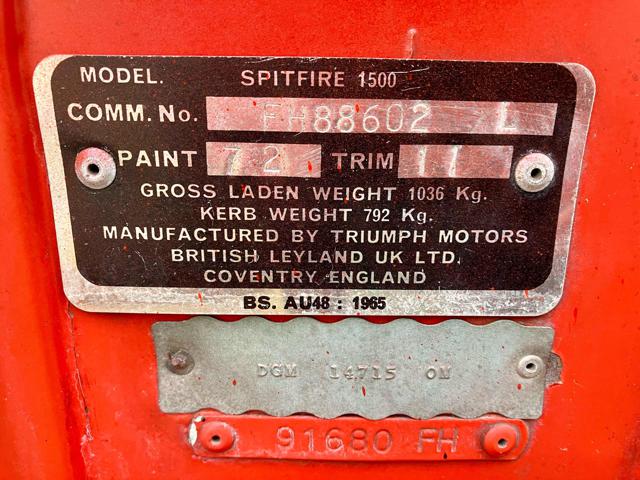 MODEL. SPITFIRE 1500
COMM. No. FH88602 L
PAINT 72 TRIM 11
GROSS LADEN WEIGHT 1036 Kg.
KERB WEIGHT 792 Kg.
MANUFACTURED BY TRIUMPH MOTORS
BRITISH LEYLAND UK LTD.
COVENTRY ENGLAND
BS. AU48 : 1965
DGM 14715 OM
91680 FH